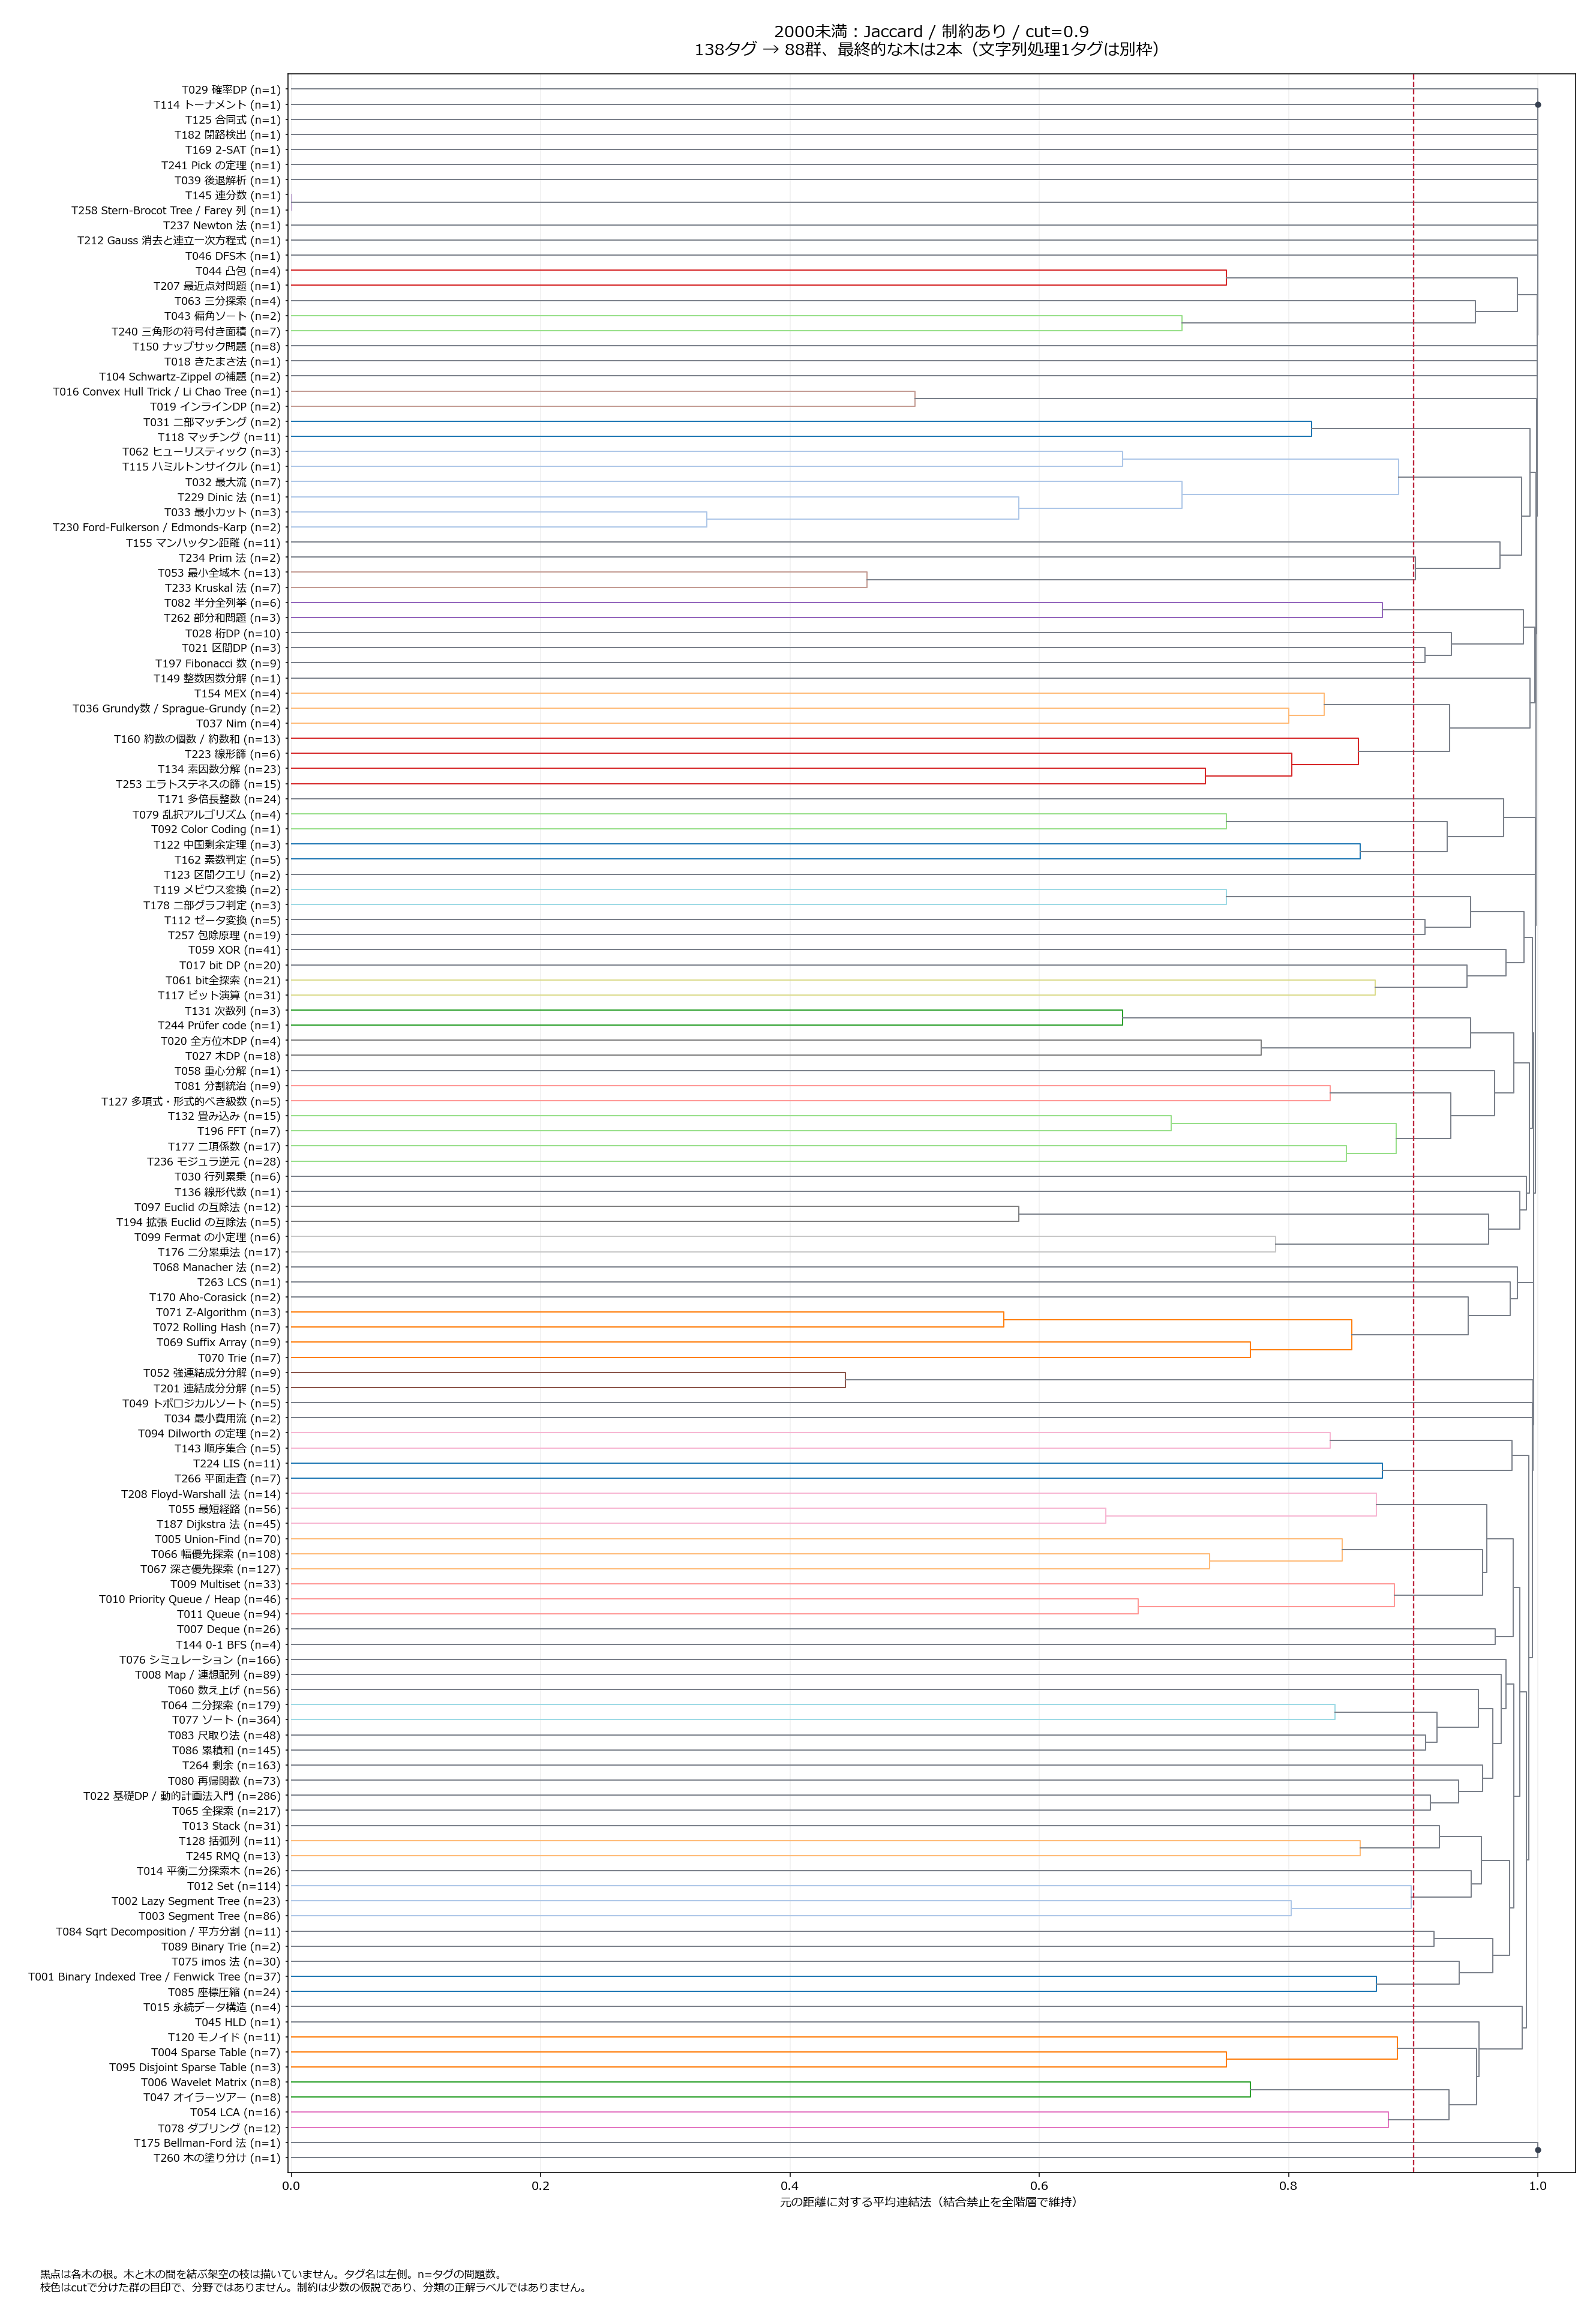 2000未満：Jaccard / 制約あり / cut=0.9
138タグ → 88群、最終的な木は2本（文字列処理1タグは別枠）
T029 確率DP (n=1)
T114 トーナメント (n=1)
T125 合同式 (n=1)
T182 閉路検出 (n=1)
T169 2-SAT (n=1)
T241 Pick の定理 (n=1)
T039 後退解析 (n=1)
T145 連分数 (n=1)
T258 Stern-Brocot Tree / Farey 列 (n=1)
T237 Newton 法 (n=1)
T212 Gauss 消去と連立一次方程式 (n=1)
T046 DFS木 (n=1)
T044 凸包 (n=4)
T207 最近点対問題 (n=1)
T063 三分探索 (n=4)
T043 偏角ソート (n=2)
T240 三角形の符号付き面積 (n=7)
T150 ナップサック問題 (n=8)
T018 きたまさ法 (n=1)
T104 Schwartz-Zippel の補題 (n=2)
T016 Convex Hull Trick / Li Chao Tree (n=1)
T019 インラインDP (n=2)
T031 二部マッチング (n=2)
T118 マッチング (n=11)
T062 ヒューリスティック (n=3)
T115 ハミルトンサイクル (n=1)
T032 最大流 (n=7)
T229 Dinic 法 (n=1)
T033 最小カット (n=3)
T230 Ford-Fulkerson / Edmonds-Karp (n=2)
T155 マンハッタン距離 (n=11)
T234 Prim 法 (n=2)
T053 最小全域木 (n=13)
T233 Kruskal 法 (n=7)
T082 半分全列挙 (n=6)
T262 部分和問題 (n=3)
T028 桁DP (n=10)
T021 区間DP (n=3)
T197 Fibonacci 数 (n=9)
T149 整数因数分解 (n=1)
T154 MEX (n=4)
T036 Grundy数 / Sprague-Grundy (n=2)
T037 Nim (n=4)
T160 約数の個数 / 約数和 (n=13)
T223 線形篩 (n=6)
T134 素因数分解 (n=23)
T253 エラトステネスの篩 (n=15)
T171 多倍長整数 (n=24)
T079 乱択アルゴリズム (n=4)
T092 Color Coding (n=1)
T122 中国剰余定理 (n=3)
T162 素数判定 (n=5)
T123 区間クエリ (n=2)
T119 メビウス変換 (n=2)
T178 二部グラフ判定 (n=3)
T112 ゼータ変換 (n=5)
T257 包除原理 (n=19)
T059 XOR (n=41)
T017 bit DP (n=20)
T061 bit全探索 (n=21)
T117 ビット演算 (n=31)
T131 次数列 (n=3)
T244 Prüfer code (n=1)
T020 全方位木DP (n=4)
T027 木DP (n=18)
T058 重心分解 (n=1)
T081 分割統治 (n=9)
T127 多項式・形式的べき級数 (n=5)
T132 畳み込み (n=15)
T196 FFT (n=7)
T177 二項係数 (n=17)
T236 モジュラ逆元 (n=28)
T030 行列累乗 (n=6)
T136 線形代数 (n=1)
T097 Euclid の互除法 (n=12)
T194 拡張 Euclid の互除法 (n=5)
T099 Fermat の小定理 (n=6)
T176 二分累乗法 (n=17)
T068 Manacher 法 (n=2)
T263 LCS (n=1)
T170 Aho-Corasick (n=2)
T071 Z-Algorithm (n=3)
T072 Rolling Hash (n=7)
T069 Suffix Array (n=9)
T070 Trie (n=7)
T052 強連結成分分解 (n=9)
T201 連結成分分解 (n=5)
T049 トポロジカルソート (n=5)
T034 最小費用流 (n=2)
T094 Dilworth の定理 (n=2)
T143 順序集合 (n=5)
T224 LIS (n=11)
T266 平面走査 (n=7)
T208 Floyd-Warshall 法 (n=14)
T055 最短経路 (n=56)
T187 Dijkstra 法 (n=45)
T005 Union-Find (n=70)
T066 幅優先探索 (n=108)
T067 深さ優先探索 (n=127)
T009 Multiset (n=33)
T010 Priority Queue / Heap (n=46)
T011 Queue (n=94)
T007 Deque (n=26)
T144 0-1 BFS (n=4)
T076 シミュレーション (n=166)
T008 Map / 連想配列 (n=89)
T060 数え上げ (n=56)
T064 二分探索 (n=179)
T077 ソート (n=364)
T083 尺取り法 (n=48)
T086 累積和 (n=145)
T264 剰余 (n=163)
T080 再帰関数 (n=73)
T022 基礎DP / 動的計画法入門 (n=286)
T065 全探索 (n=217)
T013 Stack (n=31)
T128 括弧列 (n=11)
T245 RMQ (n=13)
T014 平衡二分探索木 (n=26)
T012 Set (n=114)
T002 Lazy Segment Tree (n=23)
T003 Segment Tree (n=86)
T084 Sqrt Decomposition / 平方分割 (n=11)
T089 Binary Trie (n=2)
T075 imos 法 (n=30)
T001 Binary Indexed Tree / Fenwick Tree (n=37)
T085 座標圧縮 (n=24)
T015 永続データ構造 (n=4)
T045 HLD (n=1)
T120 モノイド (n=11)
T004 Sparse Table (n=7)
T095 Disjoint Sparse Table (n=3)
T006 Wavelet Matrix (n=8)
T047 オイラーツアー (n=8)
T054 LCA (n=16)
T078 ダブリング (n=12)
T175 Bellman-Ford 法 (n=1)
T260 木の塗り分け (n=1)
0.0 0.2 0.4 0.6 0.8 1.0
元の距離に対する平均連結法（結合禁止を全階層で維持）
黒点は各木の根。木と木の間を結ぶ架空の枝は描いていません。タグ名は左側。n=タグの問題数。
枝色はcutで分けた群の目印で、分野ではありません。制約は少数の仮説であり、分類の正解ラベルではありません。